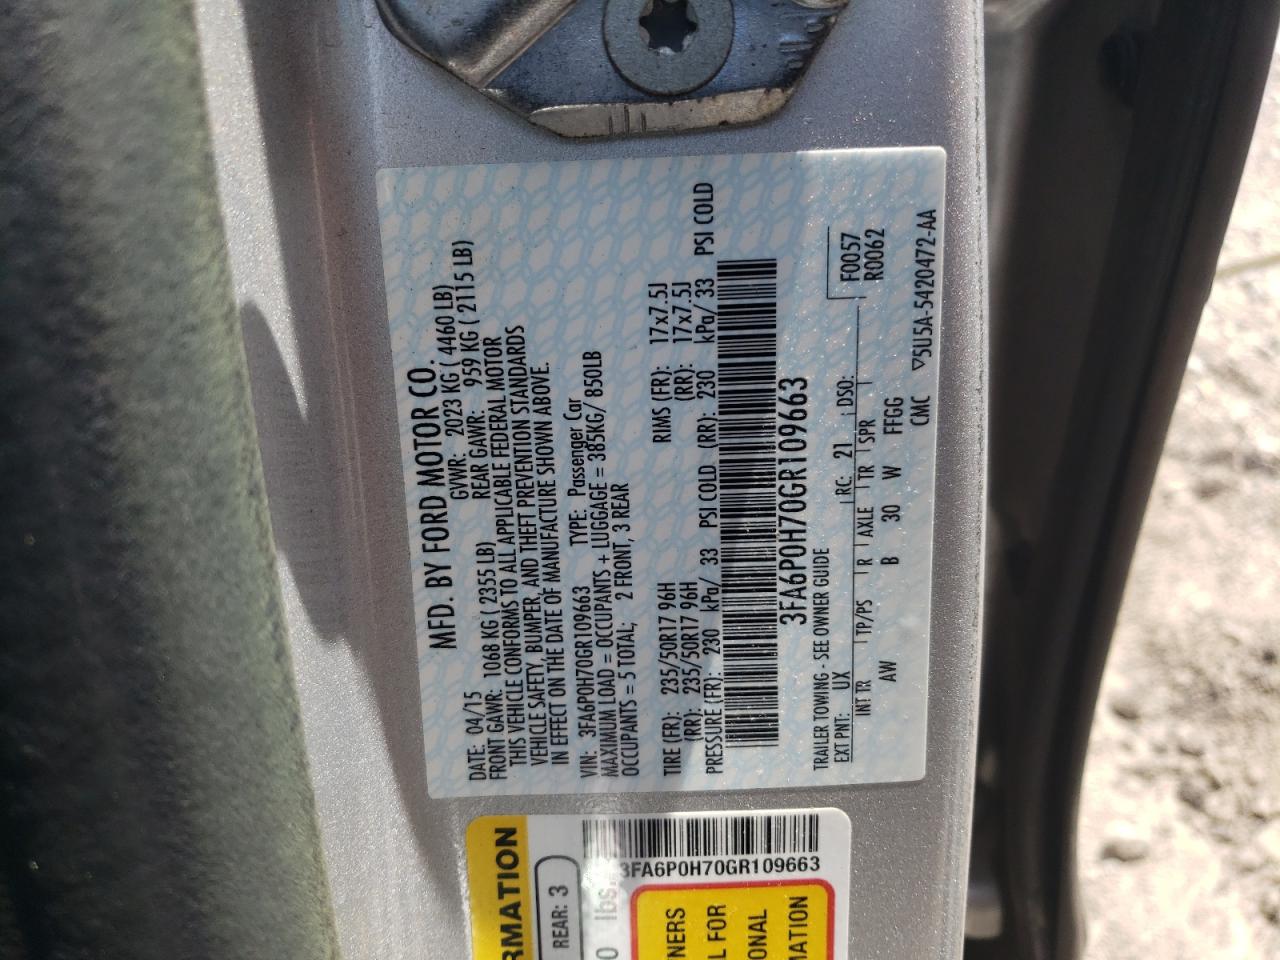 MFD. BY FORD MOTOR CO.
DATE: 04/15 GVWR: 2023 KG ( 4460 LB)
FRONT GAWR: 1068 KG ( 2355 LB) REAR GAWR: 959 KG ( 2115 LB)
THIS VEHICLE CONFORMS TO ALL APPLICABLE FEDERAL MOTOR
VEHICLE SAFETY, BUMPER, AND THEFT PREVENTION STANDARDS
IN EFFECT ON THE DATE OF MANUFACTURE SHOWN ABOVE.
VIN: 3FA6P0H70GR109663 TYPE: Passenger Car
MAXIMUM LOAD = OCCUPANTS + LUGGAGE = 385KG/ 850LB
OCCUPANTS = 5 TOTAL; 2 FRONT, 3 REAR
TIRE (FR): 235/50R17 96H RIMS (FR): 17x7.5J
(RR): 235/50R17 96H (RR): 17x7.5J
PRESSURE (FR): 230 kPa/ 33 PSI COLD (RR): 230 kPa/ 33 PSI COLD
3FA6P0H70GR109663
TRAILER TOWING - SEE OWNER GUIDE
F0057
R0062
EXT PNT: UX RC: 21 DSO:
INT TR TP/PS R AXLE TR SPR
AW B 30 W FFGG
CMC ▽5U5A-5420472-AA
RMATION
REAR: 3
lbs.
3FA6P0H70GR109663
NERS
L FOR
ONAL
MATION